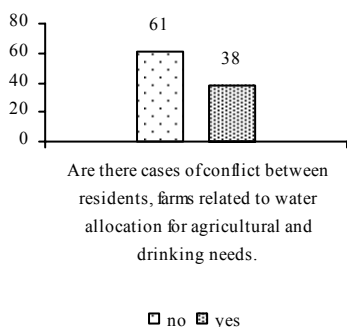 80
60
40
20
0
61
38
Are there cases of conflict between
residents, farms related to water
allocation for agricultural and
drinking needs.
no yes